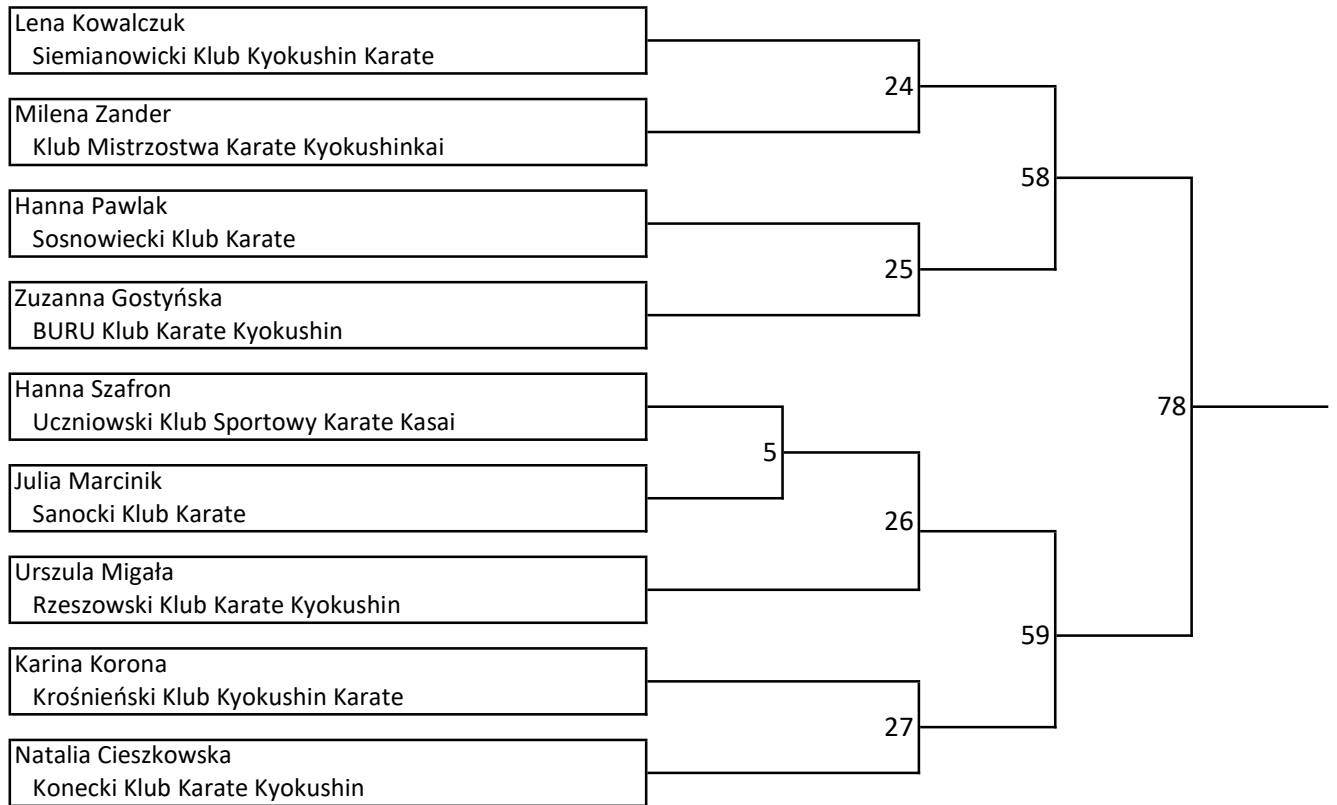 Lena Kowalczuk
Siemianowicki Klub Kyokushin Karate
24
Milena Zander
Klub Mistrzostwa Karate Kyokushinkai
58
Hanna Pawlak
Sosnowiecki Klub Karate
25
Zuzanna Gostyńska
BURU Klub Karate Kyokushin
Hanna Szafron
Uczniowski Klub Sportowy Karate Kasai
78
5
Julia Marcinik
Sanocki Klub Karate
26
Urszula Migała
Rzeszowski Klub Karate Kyokushin
59
Karina Korona
Krośnieński Klub Kyokushin Karate
27
Natalia Cieszkowska
Konecki Klub Karate Kyokushin